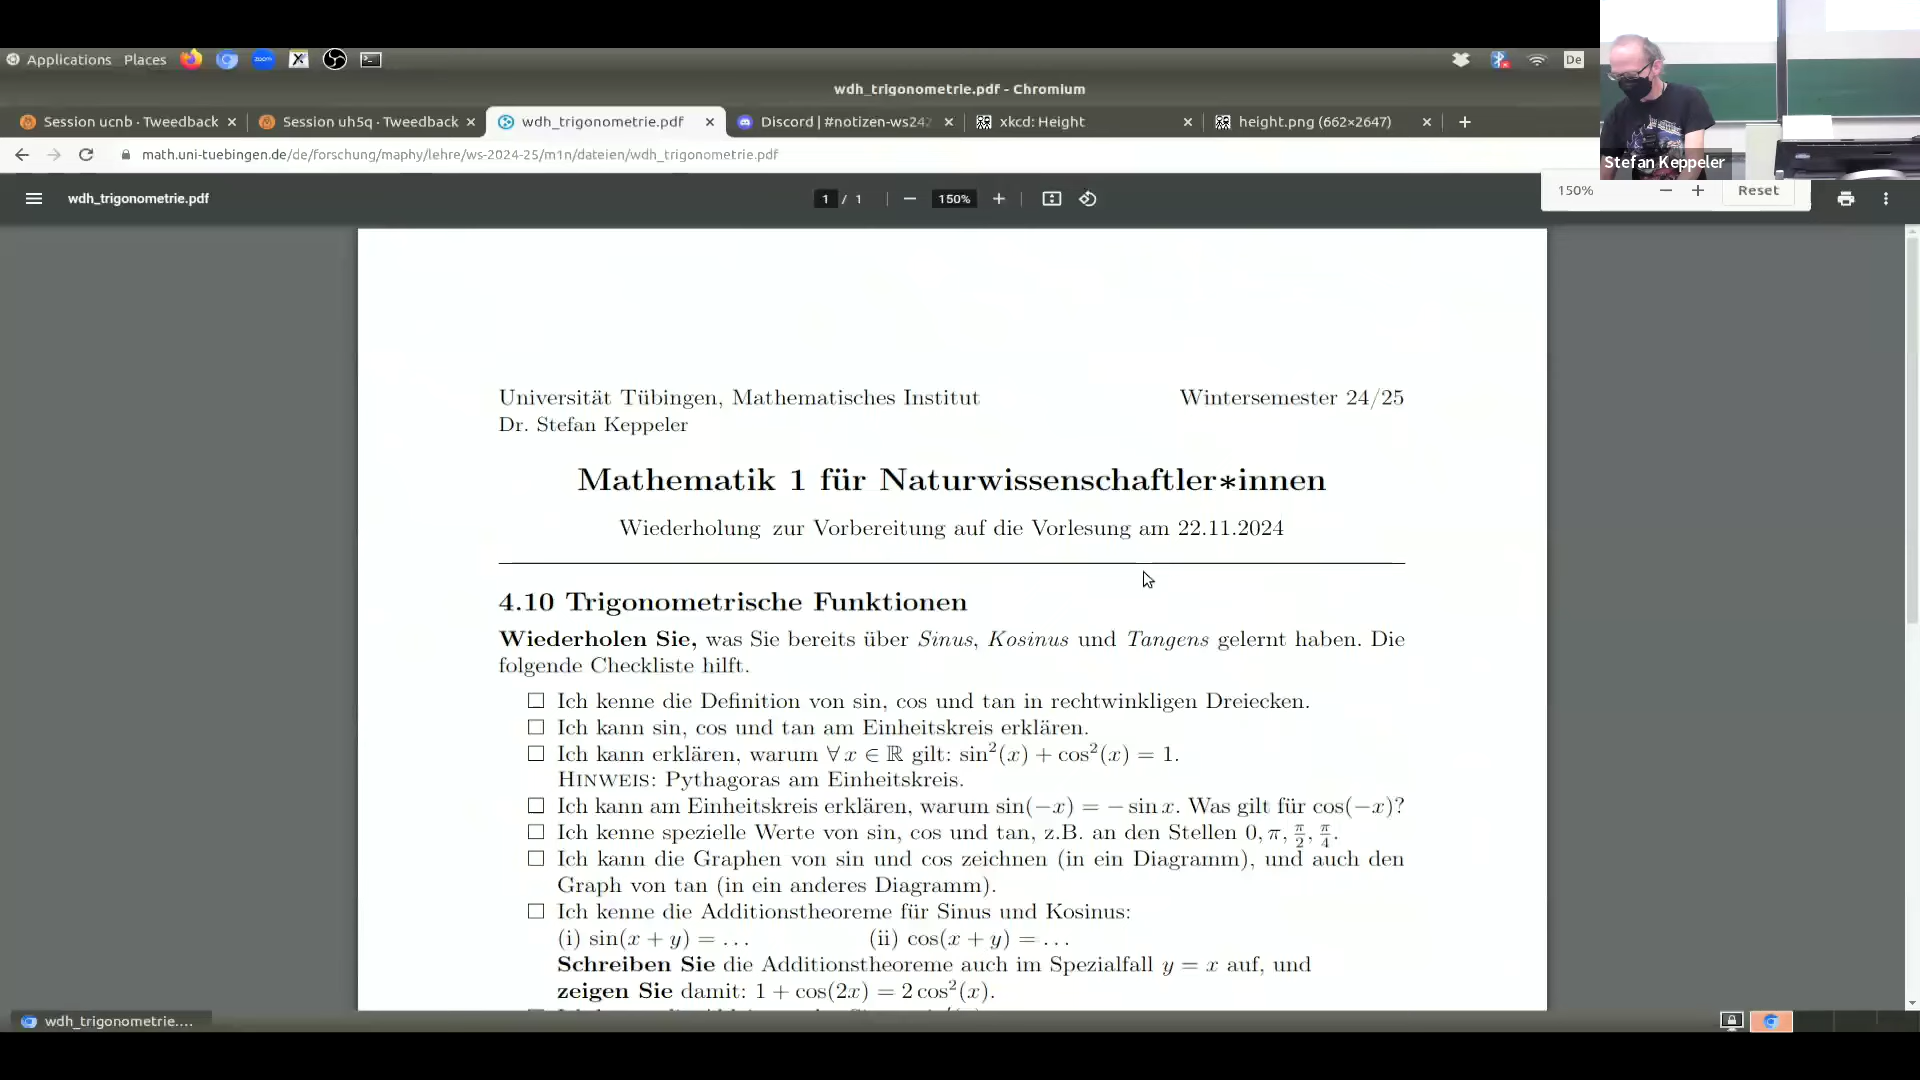 Applications Places De
wdh_trigonometrie.pdf - Chromium
Session ucnb · Tweedback Session uh5q · Tweedback wdh_trigonometrie.pdf Discord | #notizen-ws242 xkcd: Height height.png (662×2647)
math.uni-tuebingen.de/de/forschung/maphy/lehre/ws-2024-25/m1n/dateien/wdh_trigonometrie.pdf
Stefan Keppeler
wdh_trigonometrie.pdf 1 / 1 150% 150% Reset
Universität Tübingen, Mathematisches Institut Wintersemester 24/25
Dr. Stefan Keppeler
Mathematik 1 für Naturwissenschaftler*innen
Wiederholung zur Vorbereitung auf die Vorlesung am 22.11.2024
4.10 Trigonometrische Funktionen
Wiederholen Sie, was Sie bereits über Sinus, Kosinus und Tangens gelernt haben. Die
folgende Checkliste hilft.
☐ Ich kenne die Definition von sin, cos und tan in rechtwinkligen Dreiecken.
☐ Ich kann sin, cos und tan am Einheitskreis erklären.
☐ Ich kann erklären, warum ∀ x ∈ ℝ gilt: sin²(x) + cos²(x) = 1.
HINWEIS: Pythagoras am Einheitskreis.
☐ Ich kann am Einheitskreis erklären, warum sin(−x) = − sin x. Was gilt für cos(−x)?
☐ Ich kenne spezielle Werte von sin, cos und tan, z.B. an den Stellen 0, π, π/2, π/4.
☐ Ich kann die Graphen von sin und cos zeichnen (in ein Diagramm), und auch den
Graph von tan (in ein anderes Diagramm).
☐ Ich kenne die Additionstheoreme für Sinus und Kosinus:
(i) sin(x + y) = ... (ii) cos(x + y) = ...
Schreiben Sie die Additionstheoreme auch im Spezialfall y = x auf, und
zeigen Sie damit: 1 + cos(2x) = 2 cos²(x).
wdh_trigonometrie....